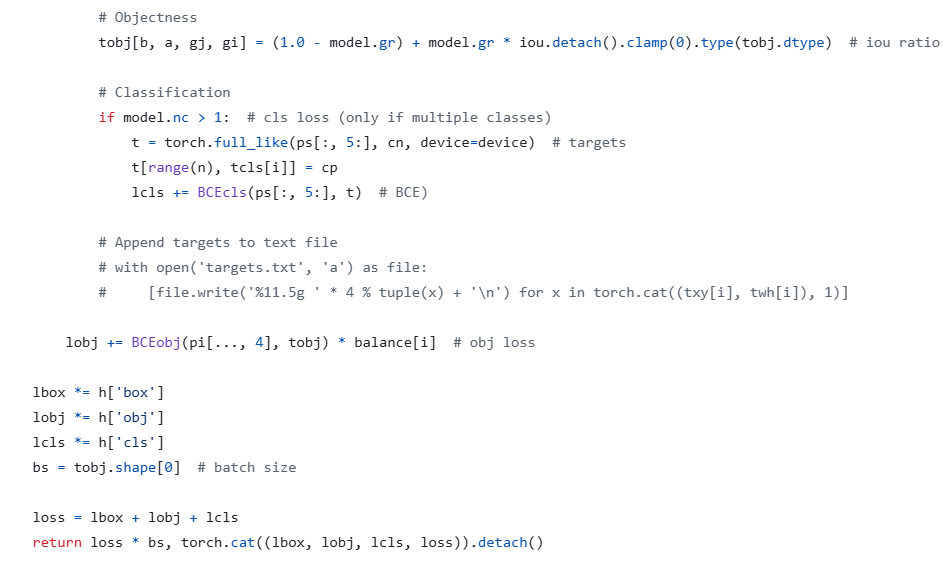 # Objectness
tobj[b, a, gj, gi] = (1.0 - model.gr) + model.gr * iou.detach().clamp(0).type(tobj.dtype)  # iou ratio
# Classification
if model.nc > 1:  # cls loss (only if multiple classes)
t = torch.full_like(ps[:, 5:], cn, device=device)  # targets
t[range(n), tcls[i]] = cp
lcls += BCEcls(ps[:, 5:], t)  # BCE)
# Append targets to text file
# with open('targets.txt', 'a') as file:
#     [file.write('%11.5g ' * 4 % tuple(x) + '\n') for x in torch.cat((txy[i], twh[i]), 1)]
lobj += BCEobj(pi[..., 4], tobj) * balance[i]  # obj loss
lbox *= h['box']
lobj *= h['obj']
lcls *= h['cls']
bs = tobj.shape[0]  # batch size
loss = lbox + lobj + lcls
return loss * bs, torch.cat((lbox, lobj, lcls, loss)).detach()